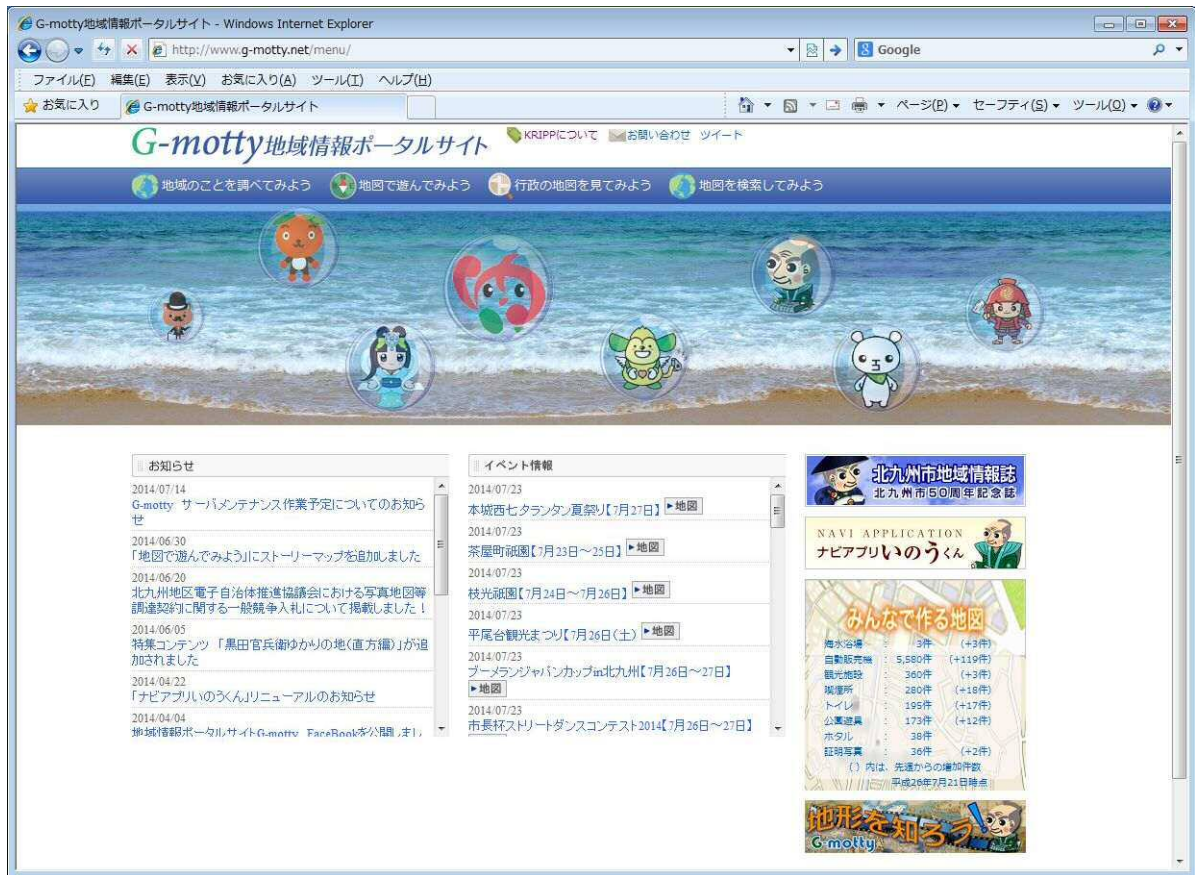 G-motty地域情報ポータルサイト - Windows Internet Explorer
http://www.g-motty.net/menu/
Google
ファイル(F) 編集(E) 表示(V) お気に入り(A) ツール(T) ヘルプ(H)
お気に入り
G-motty地域情報ポータルサイト
ページ(P) セーフティ(S) ツール(O)
G-motty地域情報ポータルサイト
KRIPPについて お問い合わせ ツイート
地域のことを調べてみよう 地図で遊んでみよう 行政の地図を見てみよう 地図を検索してみよう
お知らせ
2014/07/14
G-motty サーバメンテナンス作業予定についてのお知ら
せ
2014/06/30
「地図で遊んでみよう」にストーリーマップを追加しました
2014/06/20
北九州地区電子自治体推進協議会における写真地図等
調達契約に関する一般競争入札について掲載しました!
2014/06/05
特集コンテンツ 「黒田官兵衛ゆかりの地(直方編)」が追
加されました
2014/04/22
「ナビアプリいのうくん」リニューアルのお知らせ
2014/04/04
地域情報ポータルサイトG-motty FaceBookを公開しまし
イベント情報
2014/07/23
本城西七夕ランタン夏祭り【7月27日】 地図
2014/07/23
茶屋町祇園【7月23日~25日】 地図
2014/07/23
枝光祇園【7月24日~7月26日】 地図
2014/07/23
平尾台観光まつり【7月26日(土) 地図
2014/07/23
ブーメランジャパンカップin北九州【7月26日~27日】
地図
2014/07/23
市長杯ストリートダンスコンテスト2014【7月26日~27日】
北九州市地域情報誌
北九州市50周年記念誌
NAVI APPLICATION
ナビアプリいのうくん
みんなで作る地図
海水浴場 : 3件 (+3件)
自動販売機 : 5,580件 (+119件)
観光施設 : 360件 (+3件)
喫煙所 : 280件 (+18件)
トイレ : 195件 (+17件)
公園遊具 : 173件 (+12件)
ホタル : 38件
証明写真 : 36件 (+2件)
( ) 内は、先週からの増加件数
平成26年7月21日時点
地形を知ろう!
G-motty